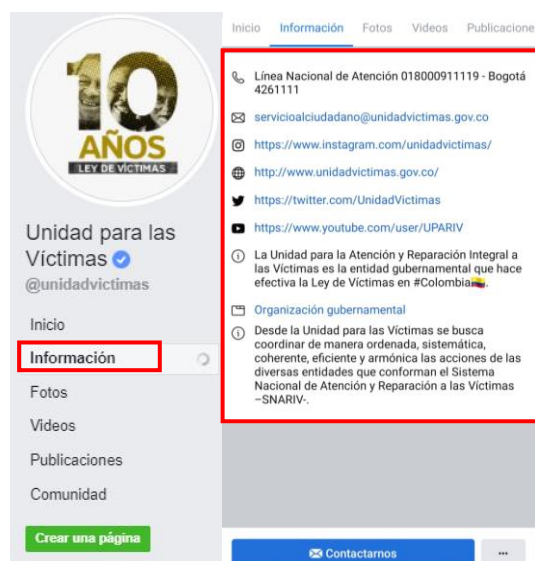 10
AÑOS
LEY DE VÍCTIMAS
Unidad para las
Víctimas
@unidadvictimas
Inicio
Información
Fotos
Videos
Publicaciones
Comunidad
Crear una página
Inicio Información Fotos Videos Publicacione
Línea Nacional de Atención 018000911119 - Bogotá
4261111
servicioalciudadano@unidadvictimas.gov.co
https://www.instagram.com/unidadvictimas/
http://www.unidadvictimas.gov.co/
https://twitter.com/UnidadVictimas
https://www.youtube.com/user/UPARIV
La Unidad para la Atención y Reparación Integral a
las Víctimas es la entidad gubernamental que hace
efectiva la Ley de Víctimas en #Colombia🇨🇴.
Organización gubernamental
Desde la Unidad para las Víctimas se busca
coordinar de manera ordenada, sistemática,
coherente, eficiente y armónica las acciones de las
diversas entidades que conforman el Sistema
Nacional de Atención y Reparación a las Víctimas
–SNARIV-.
Contactarnos
...